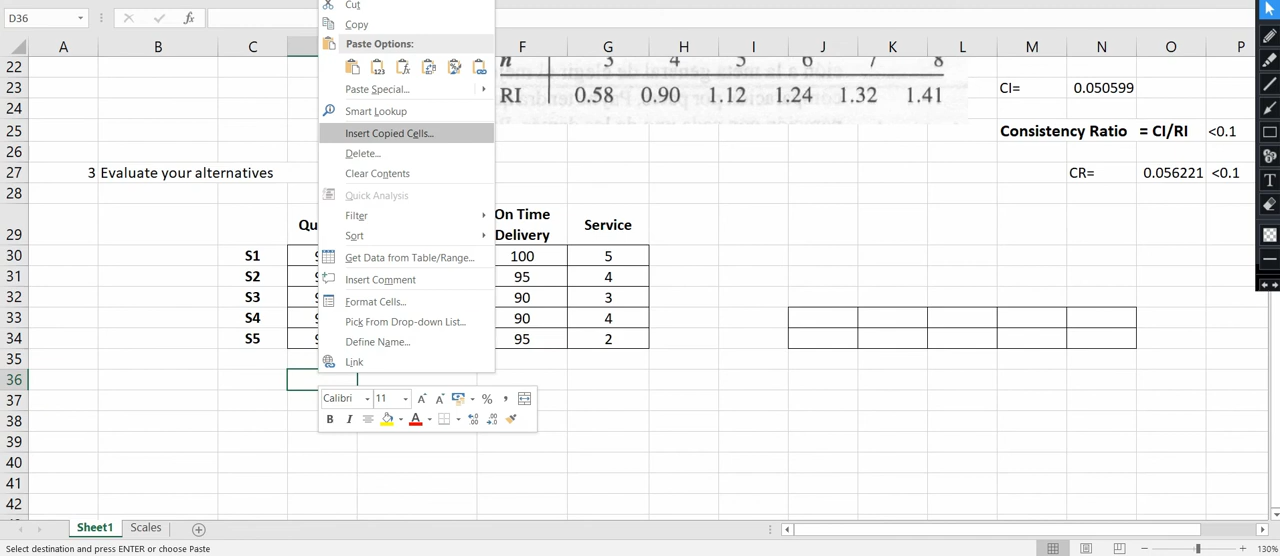 D36
fx
Cut
Copy
Paste Options:
Paste Special...
Smart Lookup
Insert Copied Cells...
Delete...
Clear Contents
Quick Analysis
Filter
Sort
Get Data from Table/Range...
Insert Comment
Format Cells...
Pick From Drop-down List...
Define Name...
Link
Calibri 11 A A % ,
B I A
A B C F G H I J K L M N O P
22 n 3 4 5 6 7 8
23 RI 0.58 0.90 1.12 1.24 1.32 1.41 CI= 0.050599
24
25 Consistency Ratio = CI/RI <0.1
26
27 3 Evaluate your alternatives CR= 0.056221 <0.1
28
29 Qu On Time Delivery Service
30 S1 100 5
31 S2 95 4
32 S3 90 3
33 S4 90 4
34 S5 95 2
35
36
37
38
39
40
41
42
Sheet1 Scales
Select destination and press ENTER or choose Paste 130%